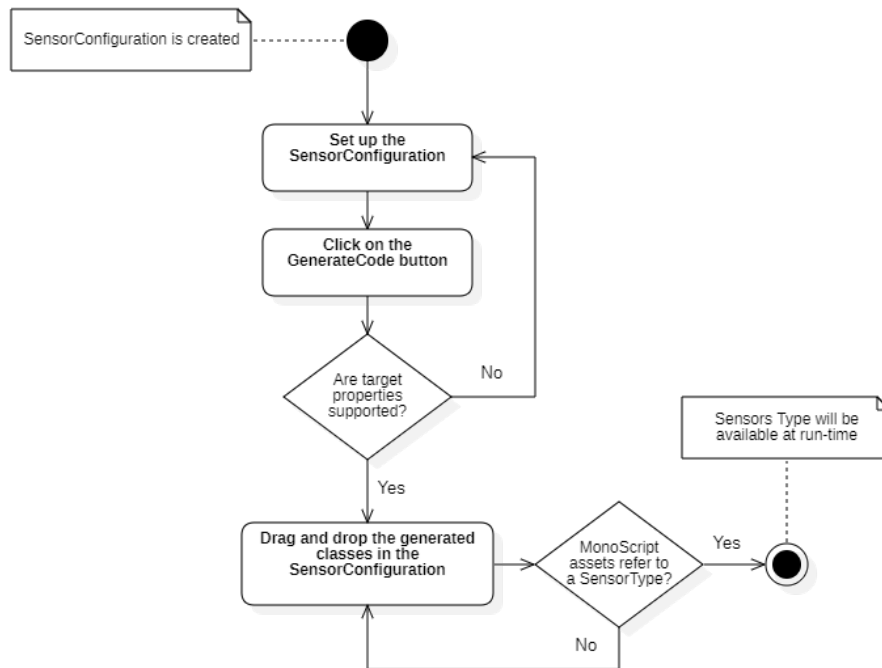 SensorConfiguration is created
Set up the
SensorConfiguration
Click on the
GenerateCode button
Are target
properties
supported?
No
Yes
Drag and drop the generated
classes in the
SensorConfiguration
MonoScript
assets refer to
a SensorType?
No
Yes
Sensors Type will be
available at run-time